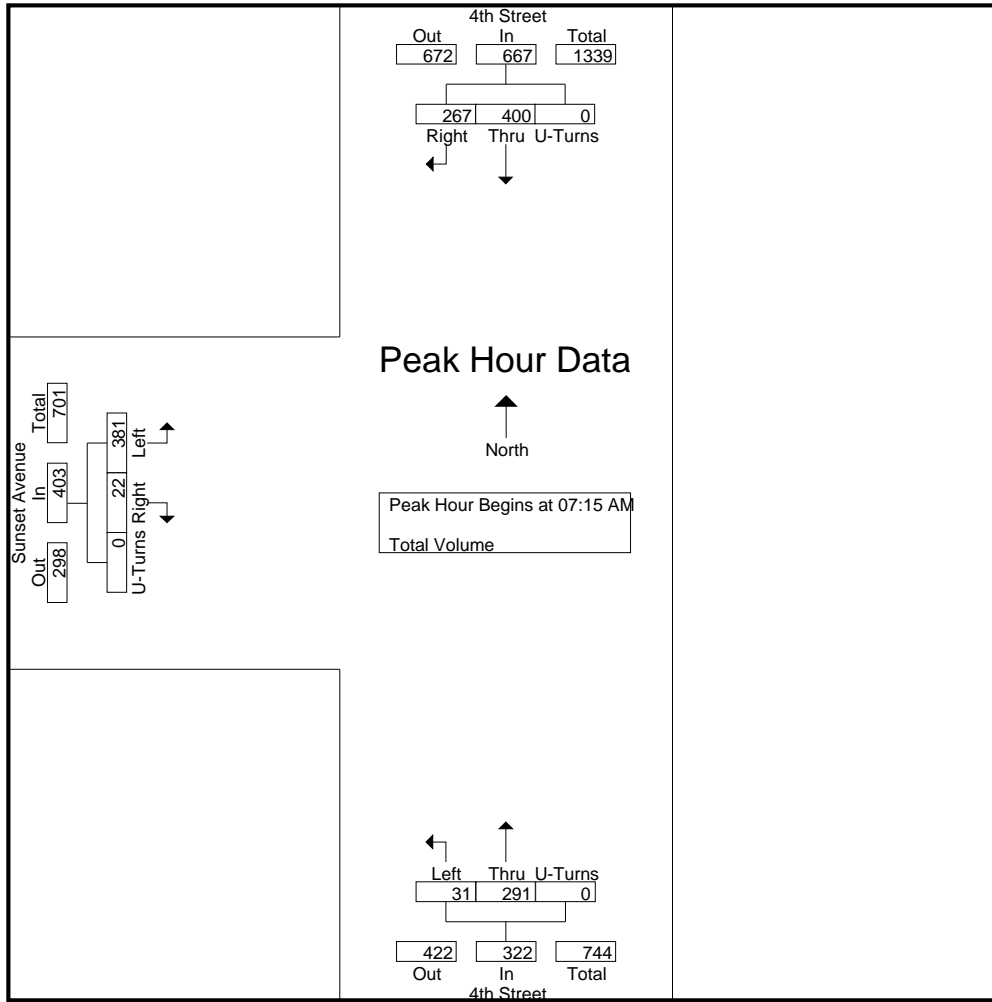 4th Street
Out In Total
672 667 1339
267 400 0
Right Thru U-Turns
Peak Hour Data
North
Peak Hour Begins at 07:15 AM
Total Volume
Sunset Avenue
Out In Total
298 403 701
0 22 381
U-Turns Right Left
Left Thru U-Turns
31 291 0
422 322 744
Out In Total
4th Street